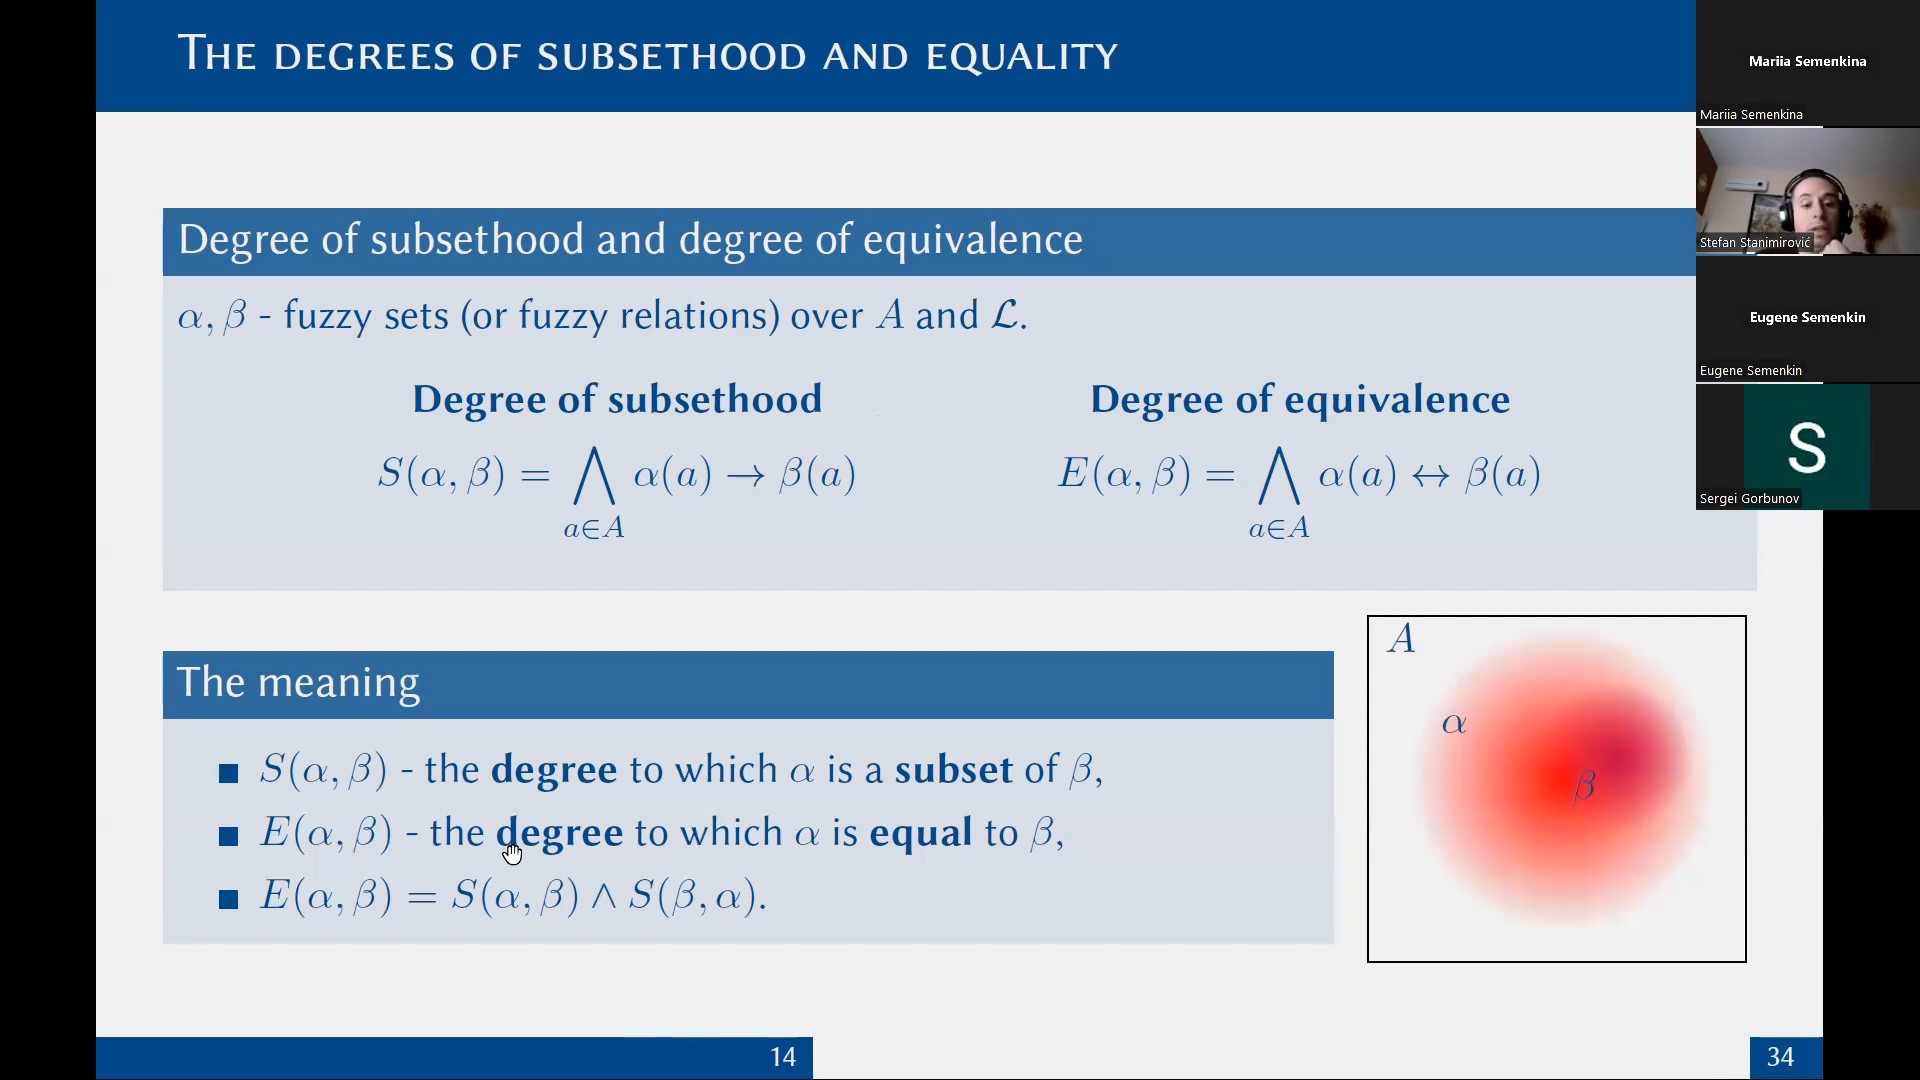 THE DEGREES OF SUBSETHOOD AND EQUALITY
Degree of subsethood and degree of equivalence
α, β - fuzzy sets (or fuzzy relations) over A and ℒ.
Degree of subsethood
S(α, β) = ⋀ α(a) → β(a)
a∈A
Degree of equivalence
E(α, β) = ⋀ α(a) ↔ β(a)
a∈A
The meaning
■ S(α, β) - the degree to which α is a subset of β,
■ E(α, β) - the degree to which α is equal to β,
■ E(α, β) = S(α, β) ∧ S(β, α).
A
α
β
14
34
Mariia Semenkina
Mariia Semenkina
Stefan Stanimirović
Eugene Semenkin
Eugene Semenkin
S
Sergei Gorbunov